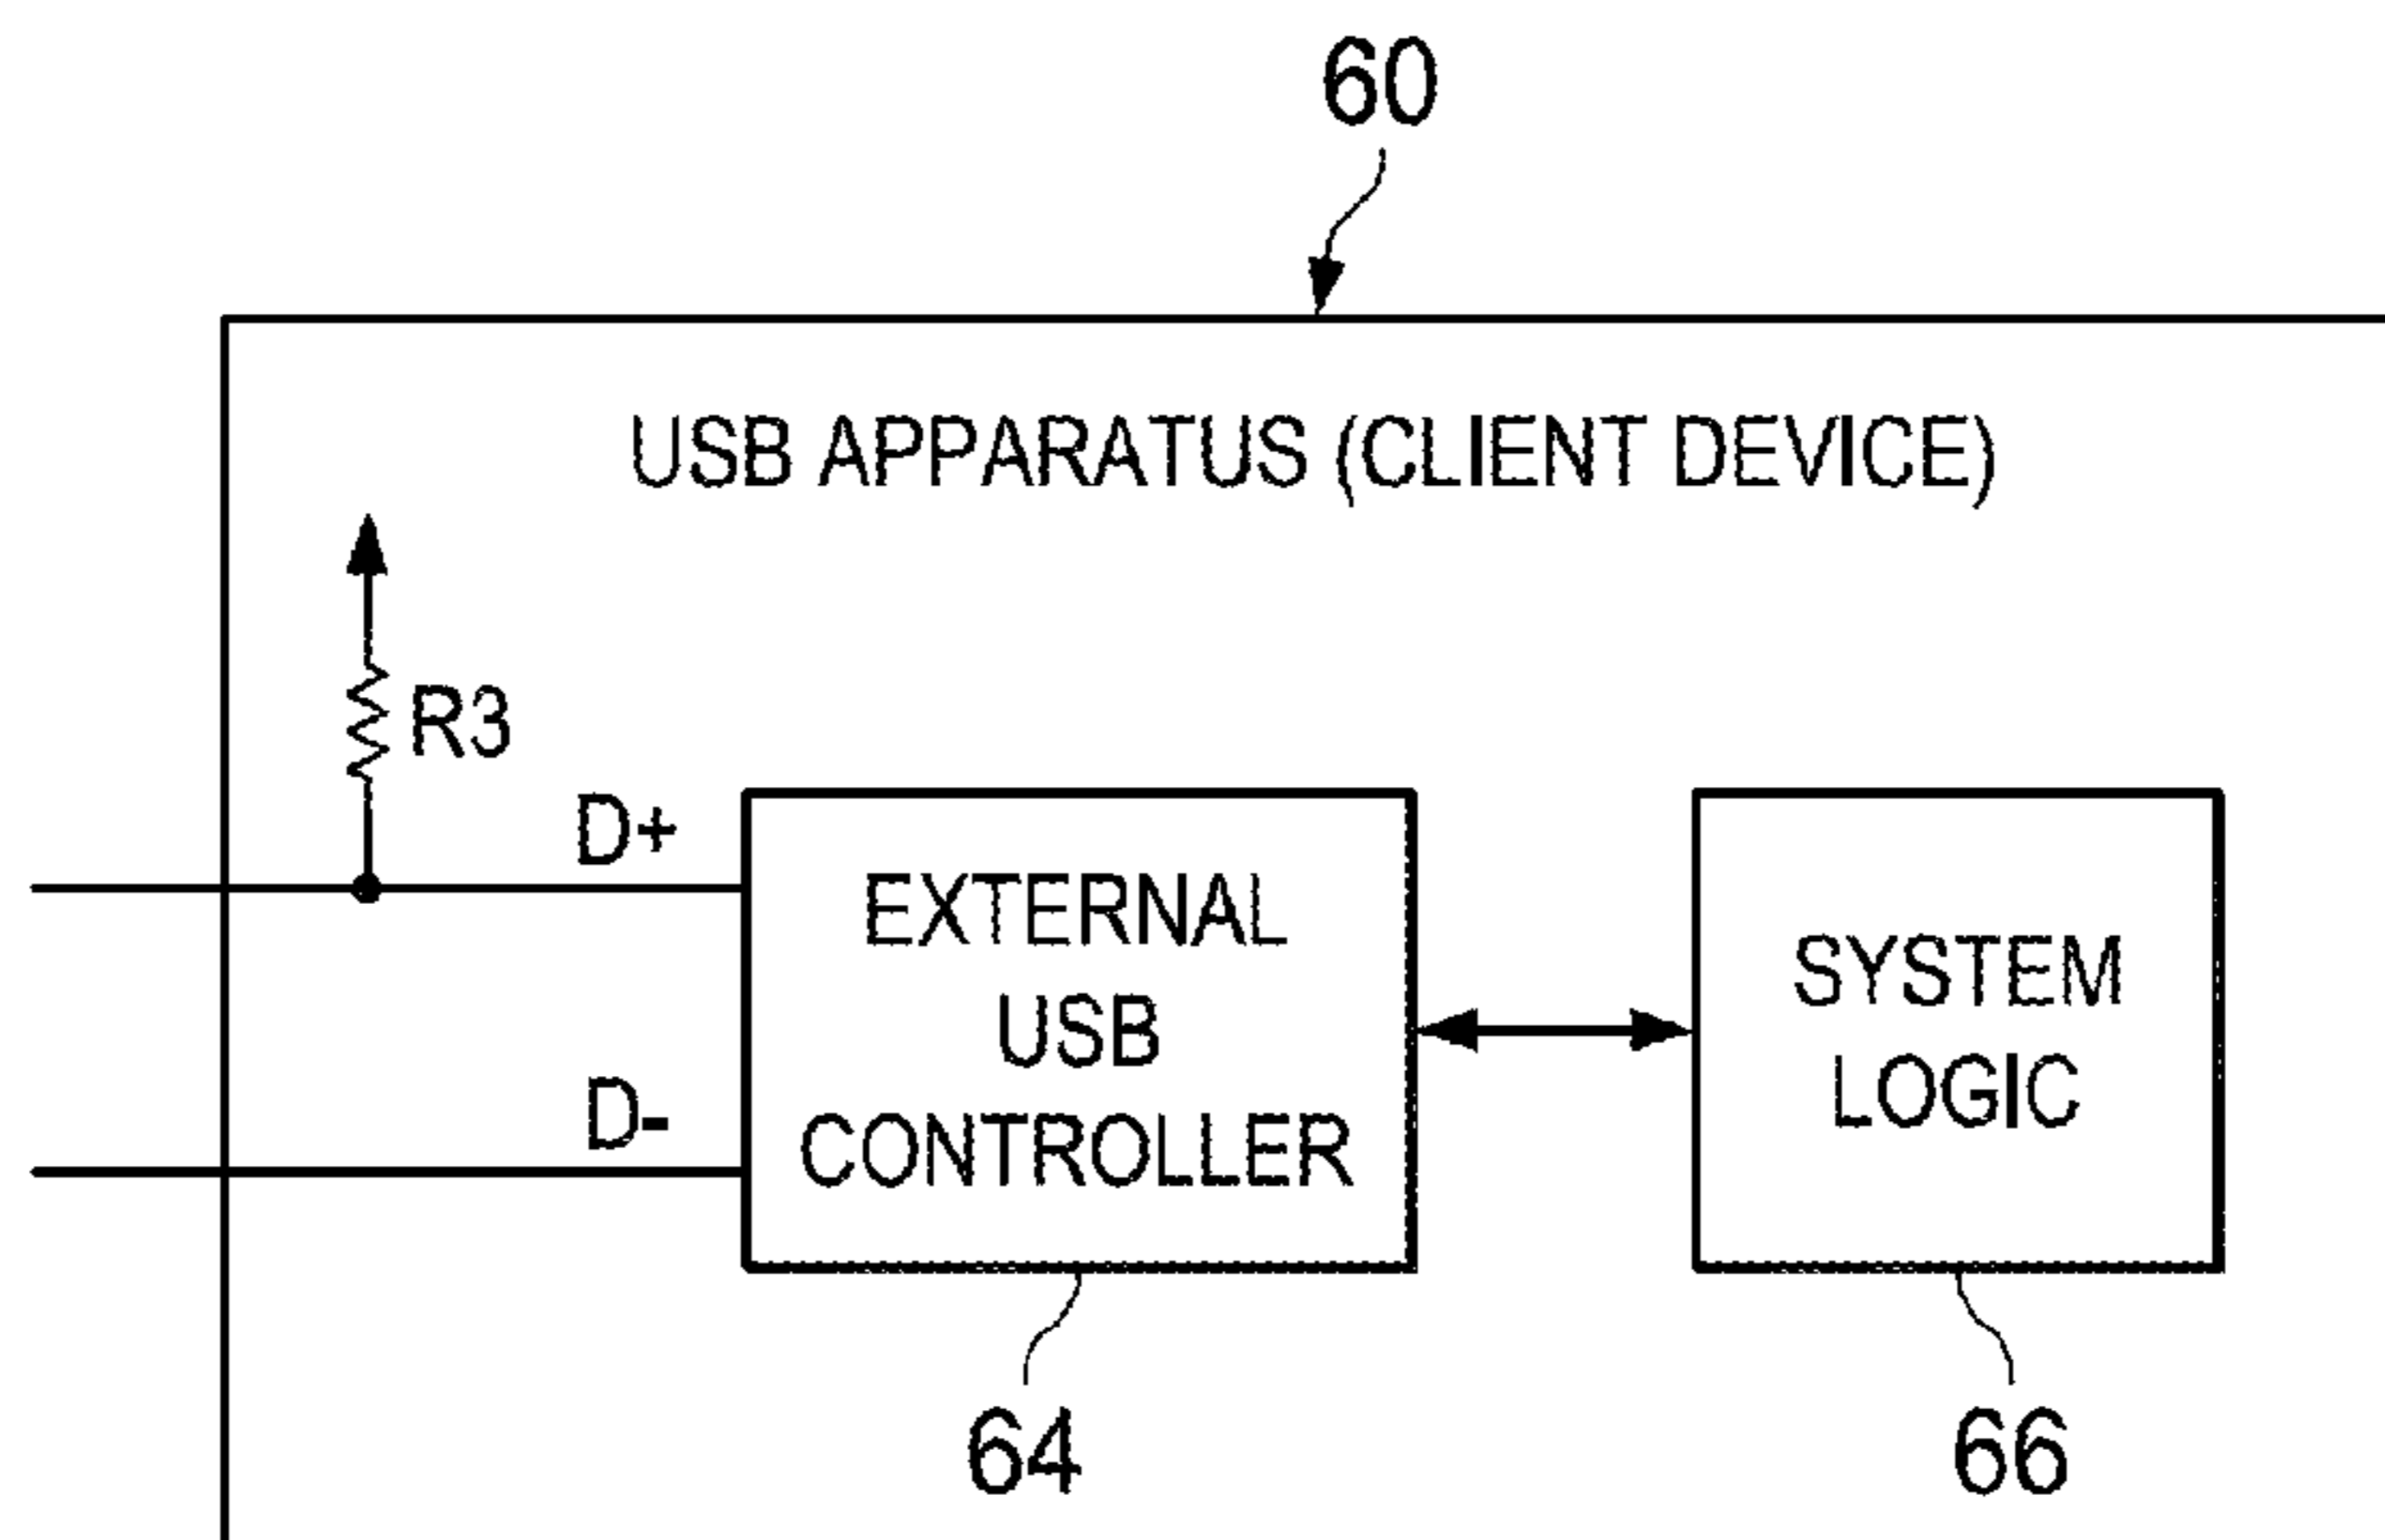 60
USB APPARATUS (CLIENT DEVICE)
R3
D+
D-
EXTERNAL
USB
CONTROLLER
SYSTEM
LOGIC
64
66